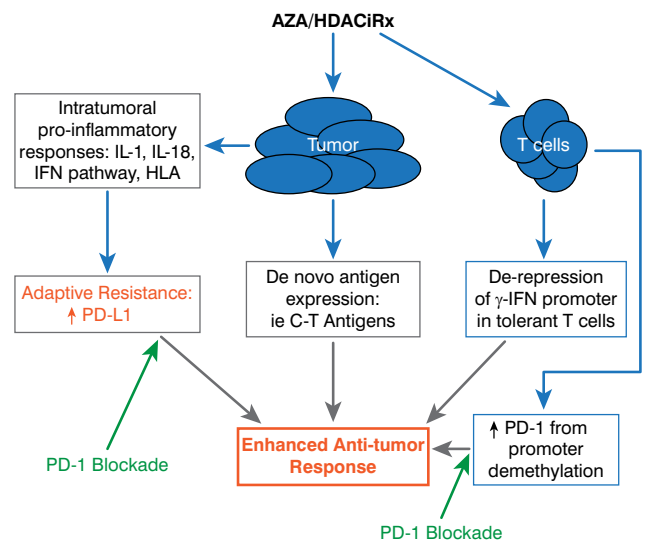 AZA/HDACiRx
Intratumoral
pro-inflammatory
responses: IL-1, IL-18,
IFN pathway, HLA
Tumor
T cells
Adaptive Resistance:
↑ PD-L1
De novo antigen
expression:
ie C-T Antigens
De-repression
of γ-IFN promoter
in tolerant T cells
PD-1 Blockade
Enhanced Anti-tumor
Response
↑ PD-1 from
promoter
demethylation
PD-1 Blockade